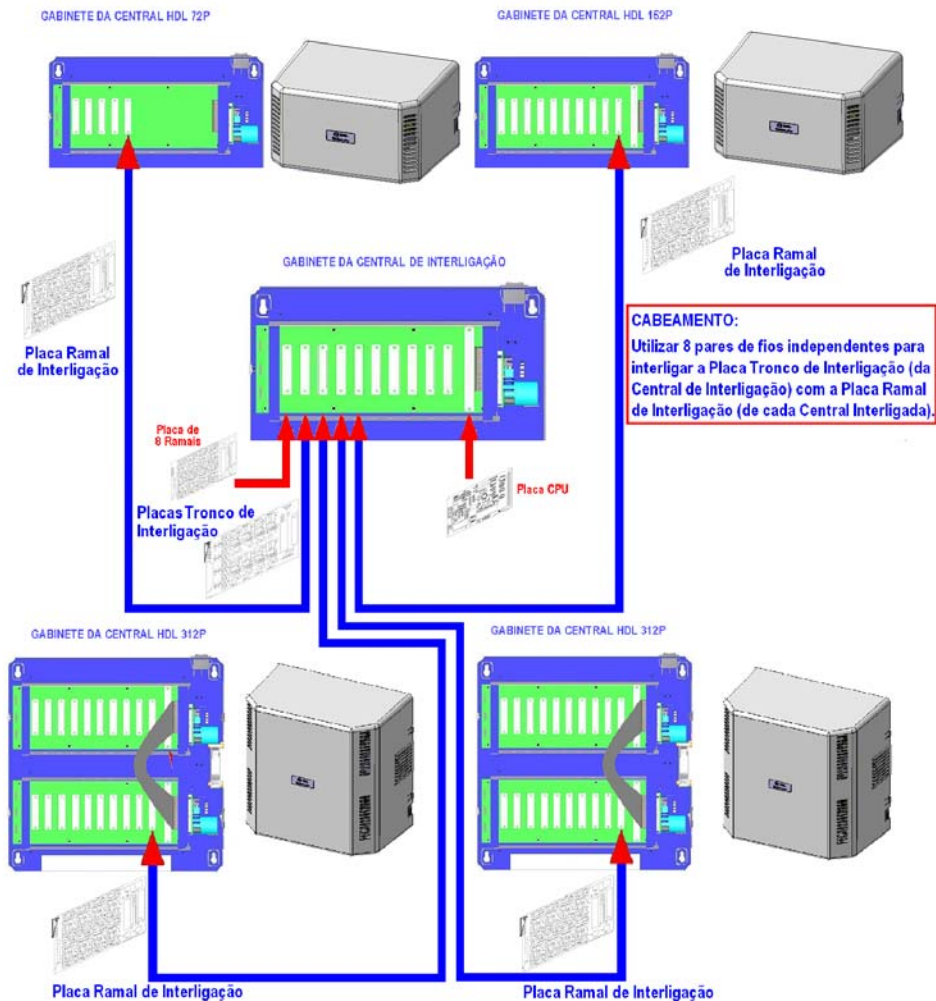 GABINETE DA CENTRAL HDL 72P
GABINETE DA CENTRAL HDL 152P
Placa Ramal
de Interligação
GABINETE DA CENTRAL DE INTERLIGAÇÃO
Placa Ramal
de Interligação
CABEAMENTO:
Utilizar 8 pares de fios independentes para
interligar a Placa Tronco de Interligação (da
Central de Interligação) com a Placa Ramal
de Interligação (de cada Central Interligada).
Placa de
8 Ramais
Placa CPU
Placas Tronco de
Interligação
GABINETE DA CENTRAL HDL 312P
GABINETE DA CENTRAL HDL 312P
Placa Ramal de Interligação
Placa Ramal de Interligação